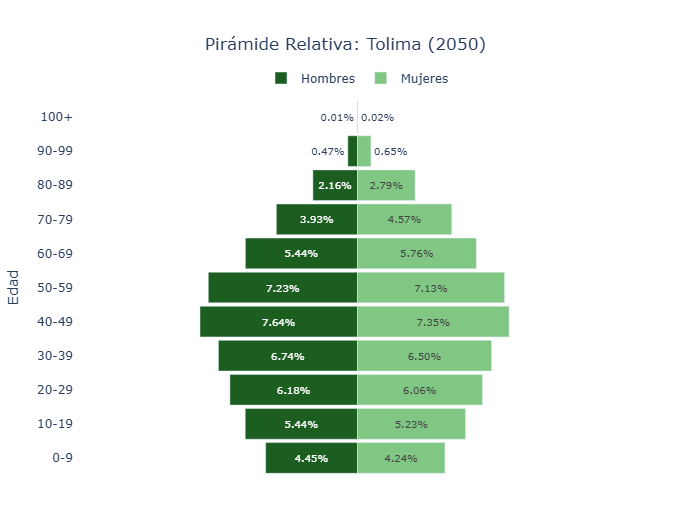 Pirámide Relativa: Tolima (2050)
Hombres Mujeres
100+ 0.01% 0.02%
90-99 0.47% 0.65%
80-89 2.16% 2.79%
70-79 3.93% 4.57%
60-69 5.44% 5.76%
Edad
50-59 7.23% 7.13%
40-49 7.64% 7.35%
30-39 6.74% 6.50%
20-29 6.18% 6.06%
10-19 5.44% 5.23%
0-9 4.45% 4.24%